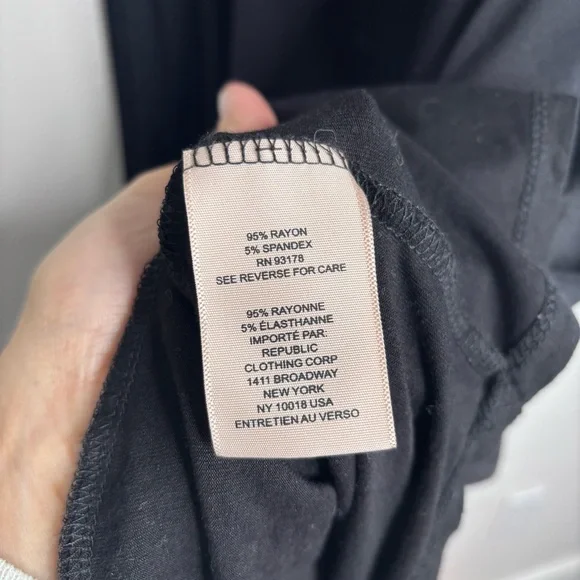 95% RAYON
5% SPANDEX
RN 93178
SEE REVERSE FOR CARE
95% RAYONNE
5% ÉLASTHANNE
IMPORTÉ PAR:
REPUBLIC
CLOTHING CORP
1411 BROADWAY
NEW YORK
NY 10018 USA
ENTRETIEN AU VERSO